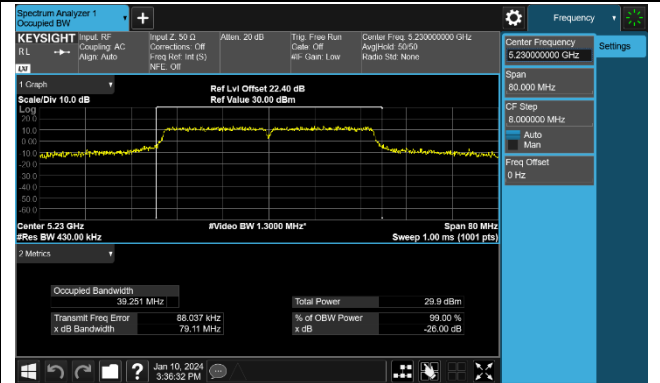 Spectrum Analyzer 1
Occupied BW
Frequency
KEYSIGHT
RL
LXI
Input: RF
Coupling: AC
Align: Auto
Input Z: 50 Ω
Corrections: Off
Freq Ref: Int (S)
NFE: Off
Atten: 20 dB
Trig: Free Run
Gate: Off
#IF Gain: Low
Center Freq: 5.230000000 GHz
Avg|Hold: 50/50
Radio Std: None
Center Frequency
5.230000000 GHz
Settings
Span
80.000 MHz
CF Step
8.000000 MHz
Auto
Man
Freq Offset
0 Hz
1 Graph
Scale/Div 10.0 dB
Ref Lvl Offset 22.40 dB
Ref Value 30.00 dBm
Log
20.0
10.0
0.00
-10.0
-20.0
-30.0
-40.0
-50.0
-60.0
Center 5.23 GHz
#Video BW 1.3000 MHz*
Span 80 MHz
#Res BW 430.00 kHz
Sweep 1.00 ms (1001 pts)
2 Metrics
Occupied Bandwidth
39.251 MHz
Total Power 29.9 dBm
Transmit Freq Error 88.037 kHz
% of OBW Power 99.00 %
x dB Bandwidth 79.11 MHz
x dB -26.00 dB
?
Jan 10, 2024
3:36:32 PM